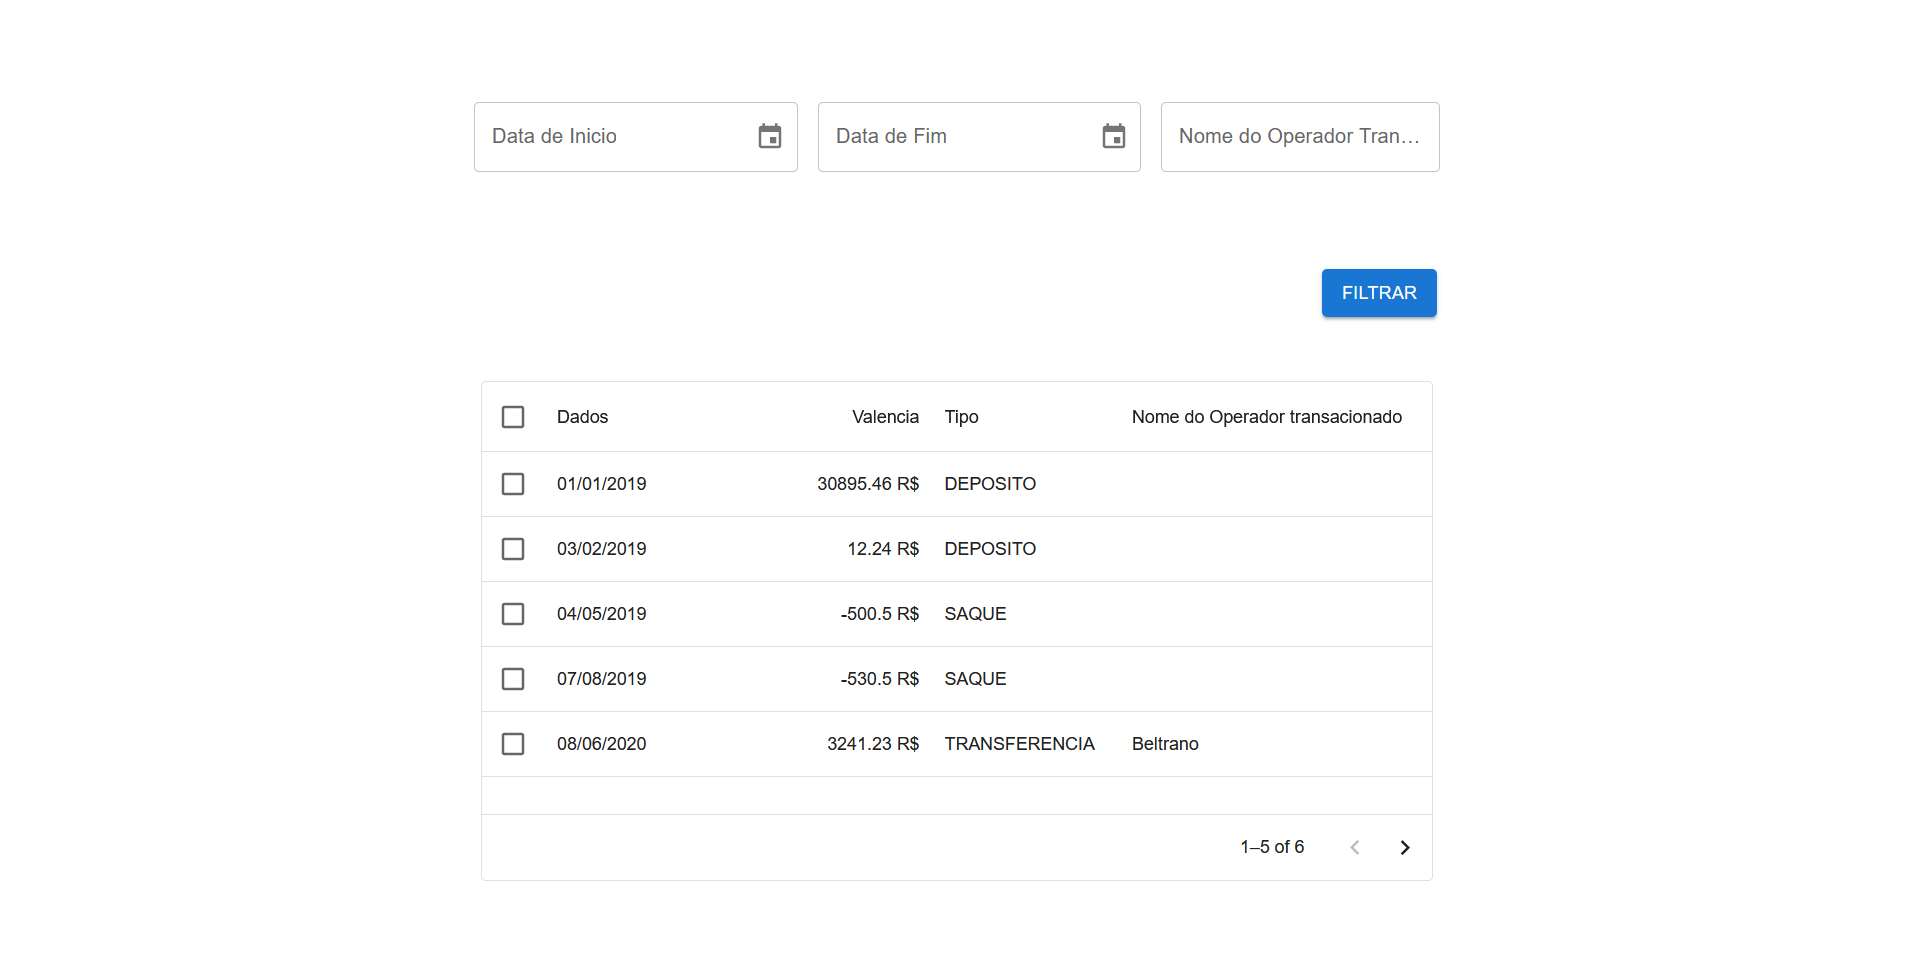 Data de Inicio Data de Fim Nome do Operador Tran…
FILTRAR
Dados Valencia Tipo Nome do Operador transacionado
01/01/2019 30895.46 R$ DEPOSITO
03/02/2019 12.24 R$ DEPOSITO
04/05/2019 -500.5 R$ SAQUE
07/08/2019 -530.5 R$ SAQUE
08/06/2020 3241.23 R$ TRANSFERENCIA Beltrano
1–5 of 6